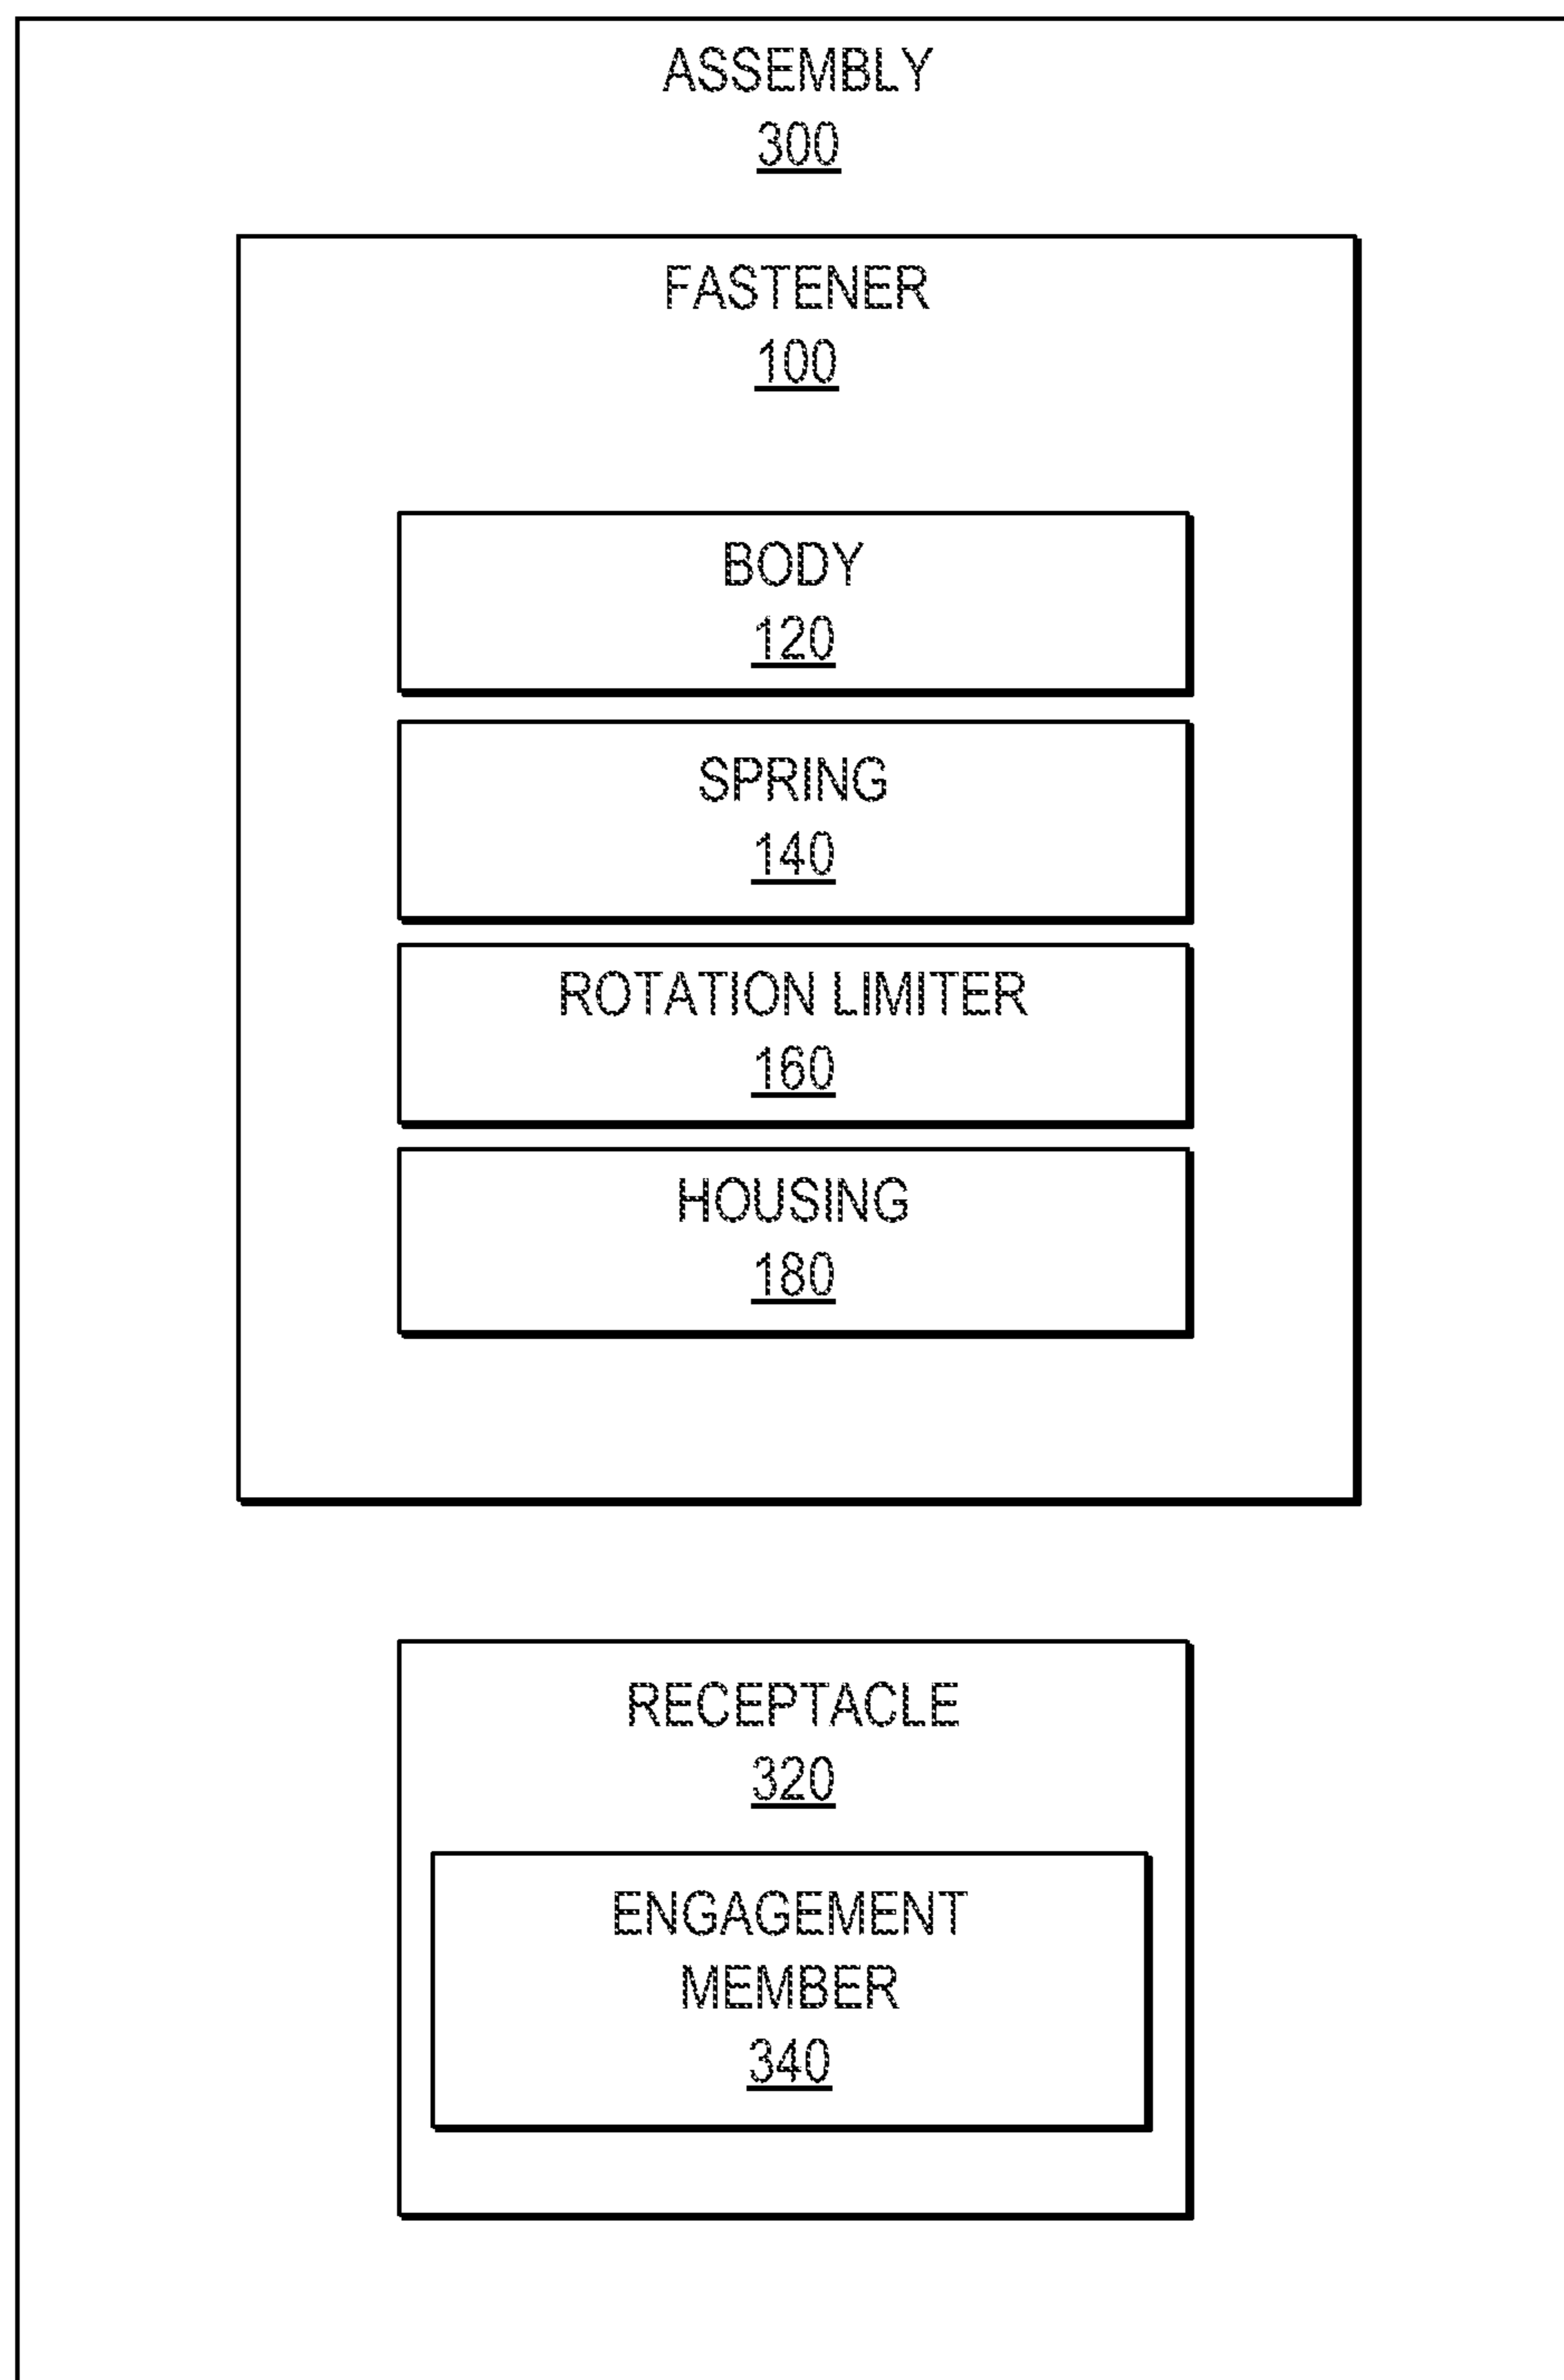 ASSEMBLY
300
FASTENER
100
BODY
120
SPRING
140
ROTATION LIMITER
160
HOUSING
180
RECEPTACLE
320
ENGAGEMENT
MEMBER
340